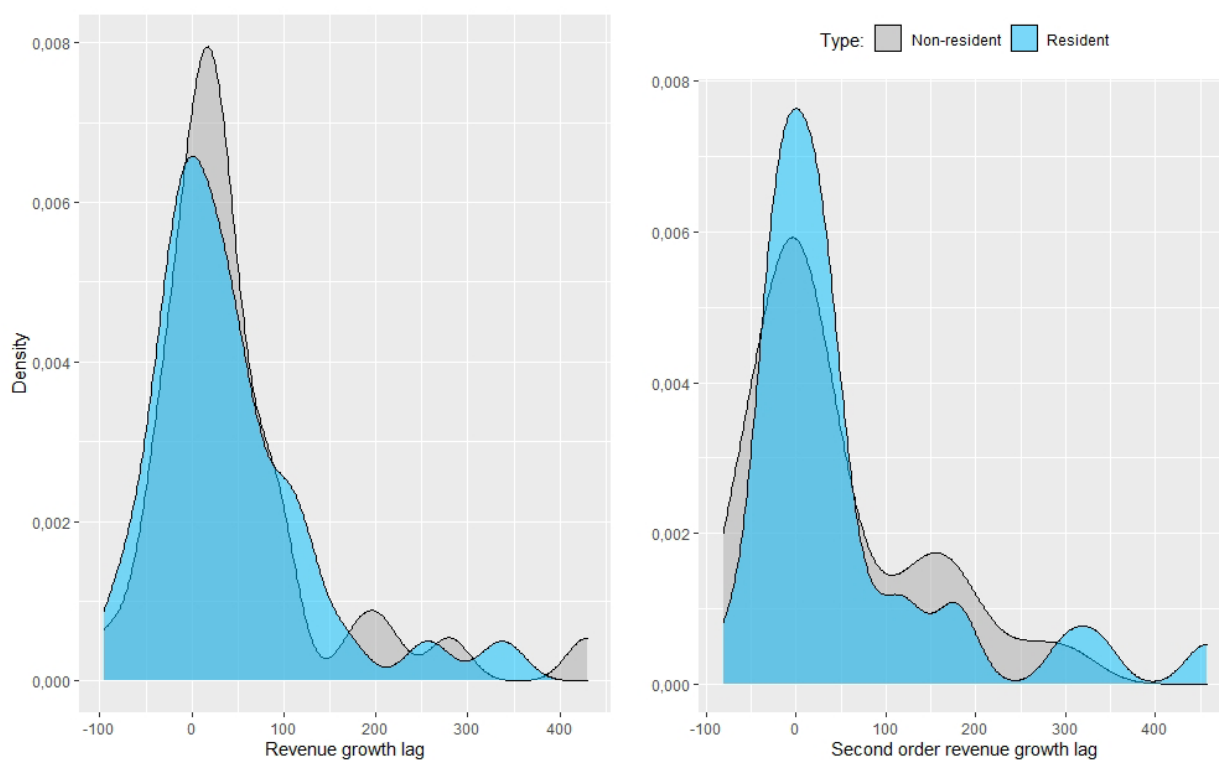 Type: Non-resident Resident
Density
0,008
0,006
0,004
0,002
0,000
-100 0 100 200 300 400
Revenue growth lag
0,008
0,006
0,004
0,002
0,000
-100 0 100 200 300 400
Second order revenue growth lag